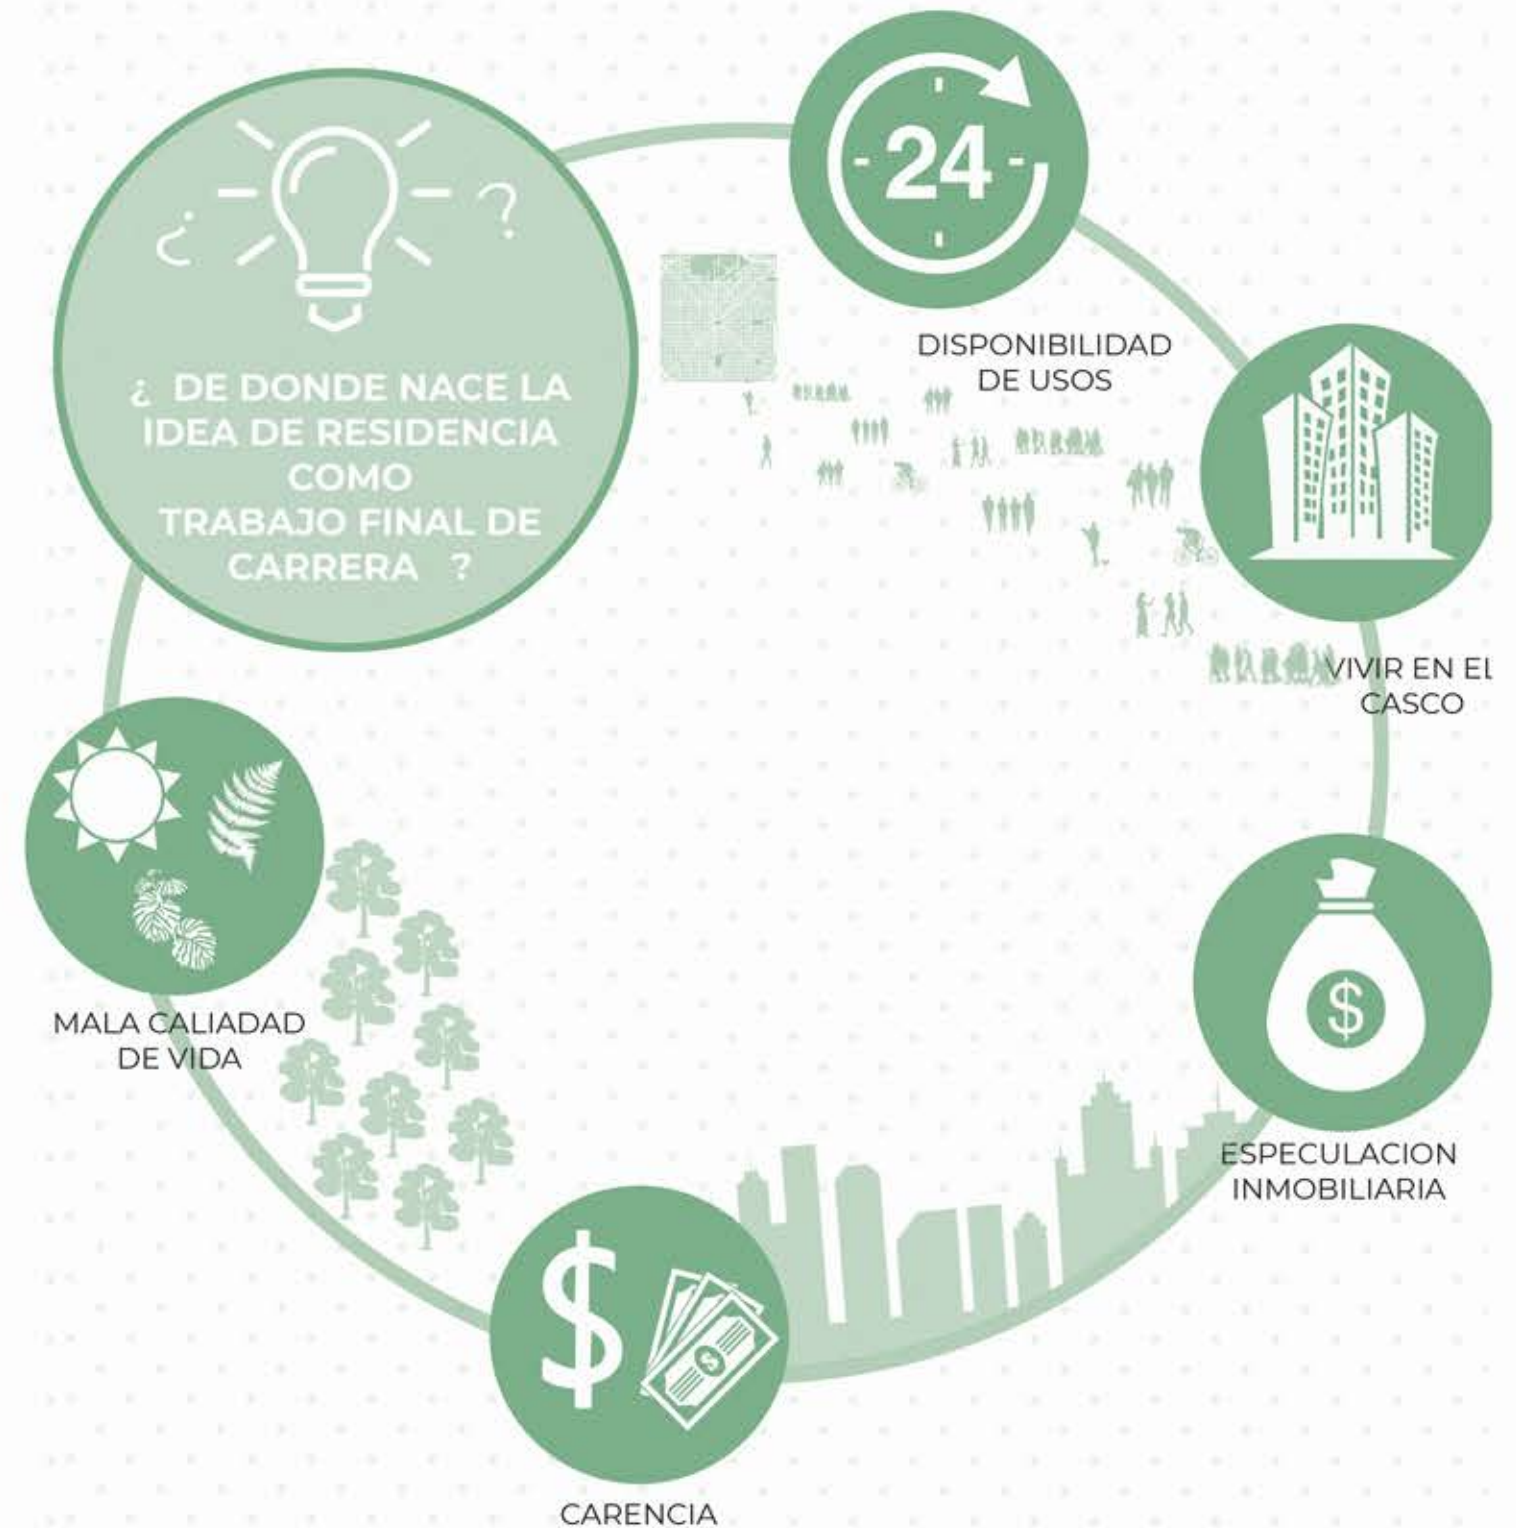 ¿ DE DONDE NACE LA
IDEA DE RESIDENCIA
COMO
TRABAJO FINAL DE
CARRERA ?
24
DISPONIBILIDAD
DE USOS
VIVIR EN EL
CASCO
$
ESPECULACION
INMOBILIARIA
$
$
CARENCIA
MALA CALIADAD
DE VIDA
¿
?